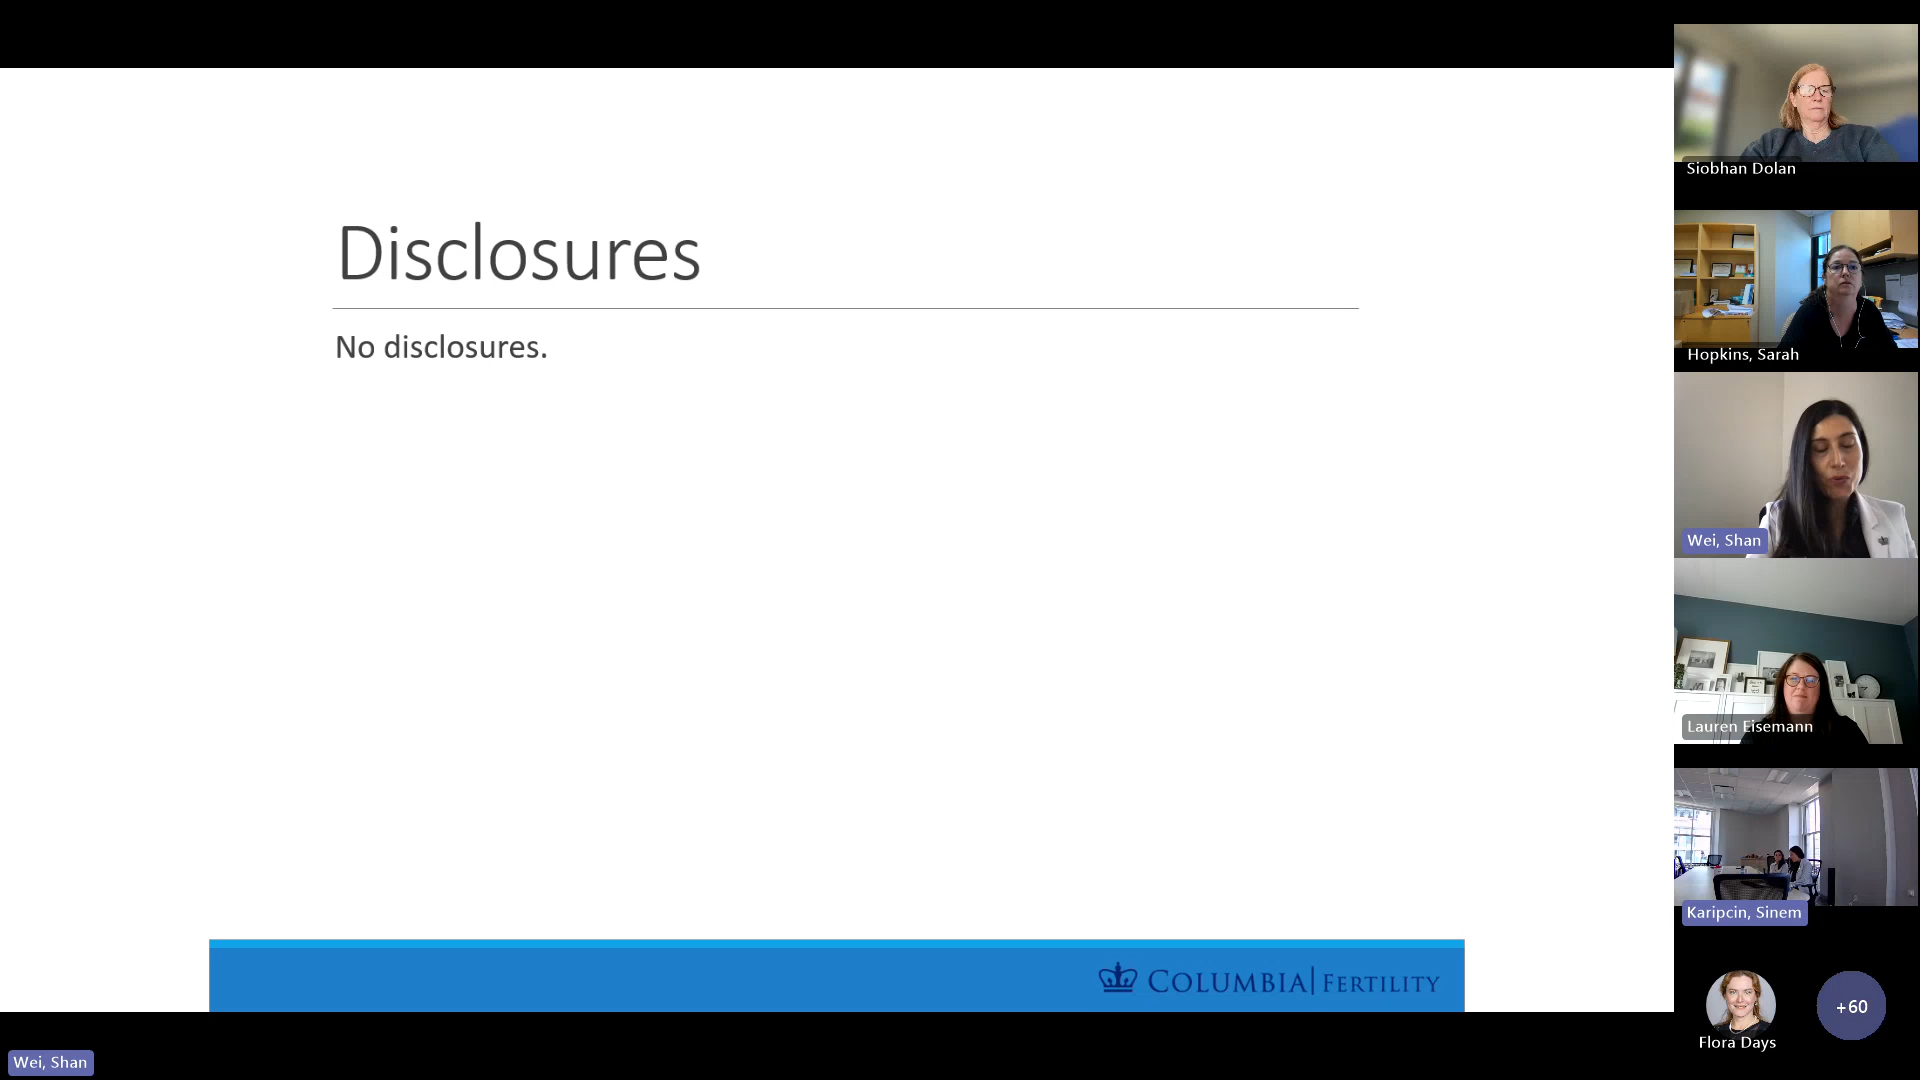 Disclosures
No disclosures.
COLUMBIA | FERTILITY
Wei, Shan
Siobhan Dolan
Hopkins, Sarah
Wei, Shan
Lauren Eisemann
Karipcin, Sinem
Flora Days
+60